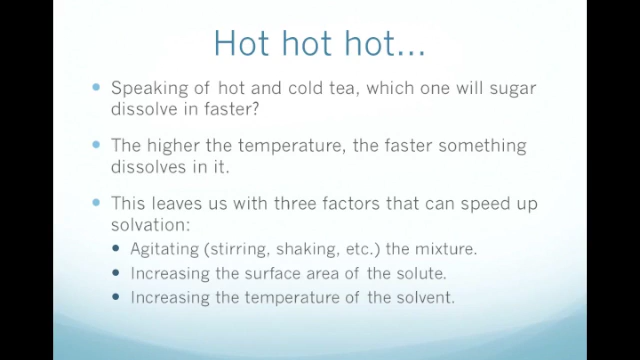 Hot hot hot...
Speaking of hot and cold tea, which one will sugar
dissolve in faster?
The higher the temperature, the faster something
dissolves in it.
This leaves us with three factors that can speed up
solvation:
Agitating (stirring, shaking, etc.) the mixture.
Increasing the surface area of the solute.
Increasing the temperature of the solvent.